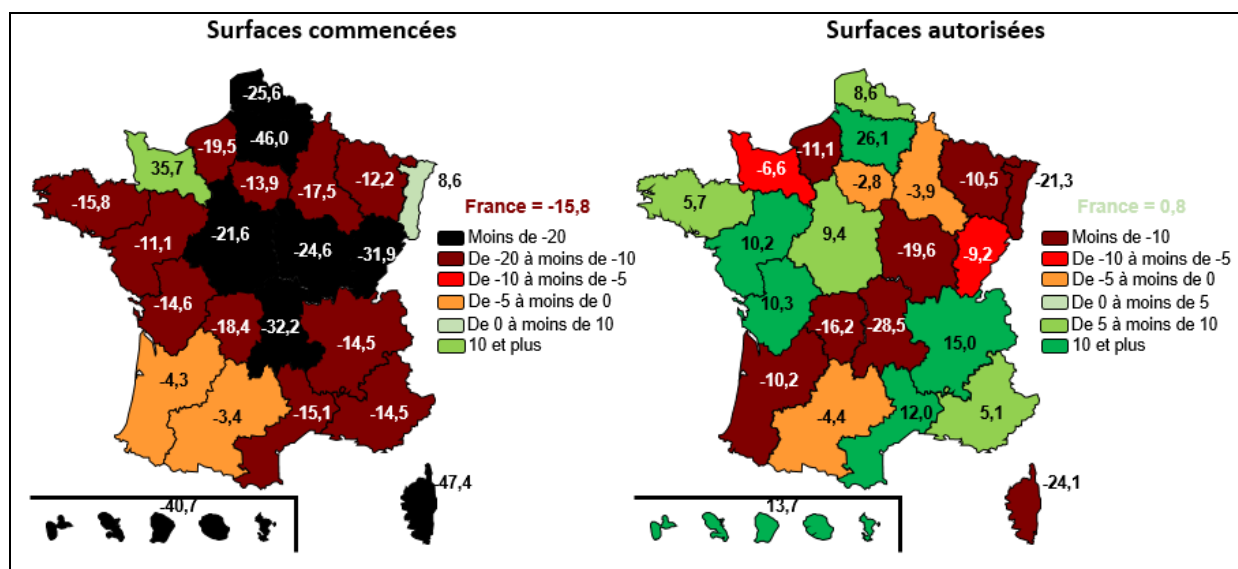 Surfaces commencées
-25,6
-46,0
-19,5
35,7
-13,9
-17,5
-12,2
8,6
-15,8
-11,1
-21,6
-24,6
-31,9
-14,6
-18,4
-32,2
-14,5
-4,3
-3,4
-15,1
-14,5
-47,4
-40,7
France = -15,8
Moins de -20
De -20 à moins de -10
De -10 à moins de -5
De -5 à moins de 0
De 0 à moins de 10
10 et plus
Surfaces autorisées
8,6
26,1
-11,1
-6,6
-2,8
-3,9
-10,5
-21,3
5,7
10,2
9,4
-19,6
-9,2
10,3
-16,2
-28,5
15,0
-10,2
-4,4
12,0
5,1
-24,1
13,7
France = 0,8
Moins de -10
De -10 à moins de -5
De -5 à moins de 0
De 0 à moins de 5
De 5 à moins de 10
10 et plus